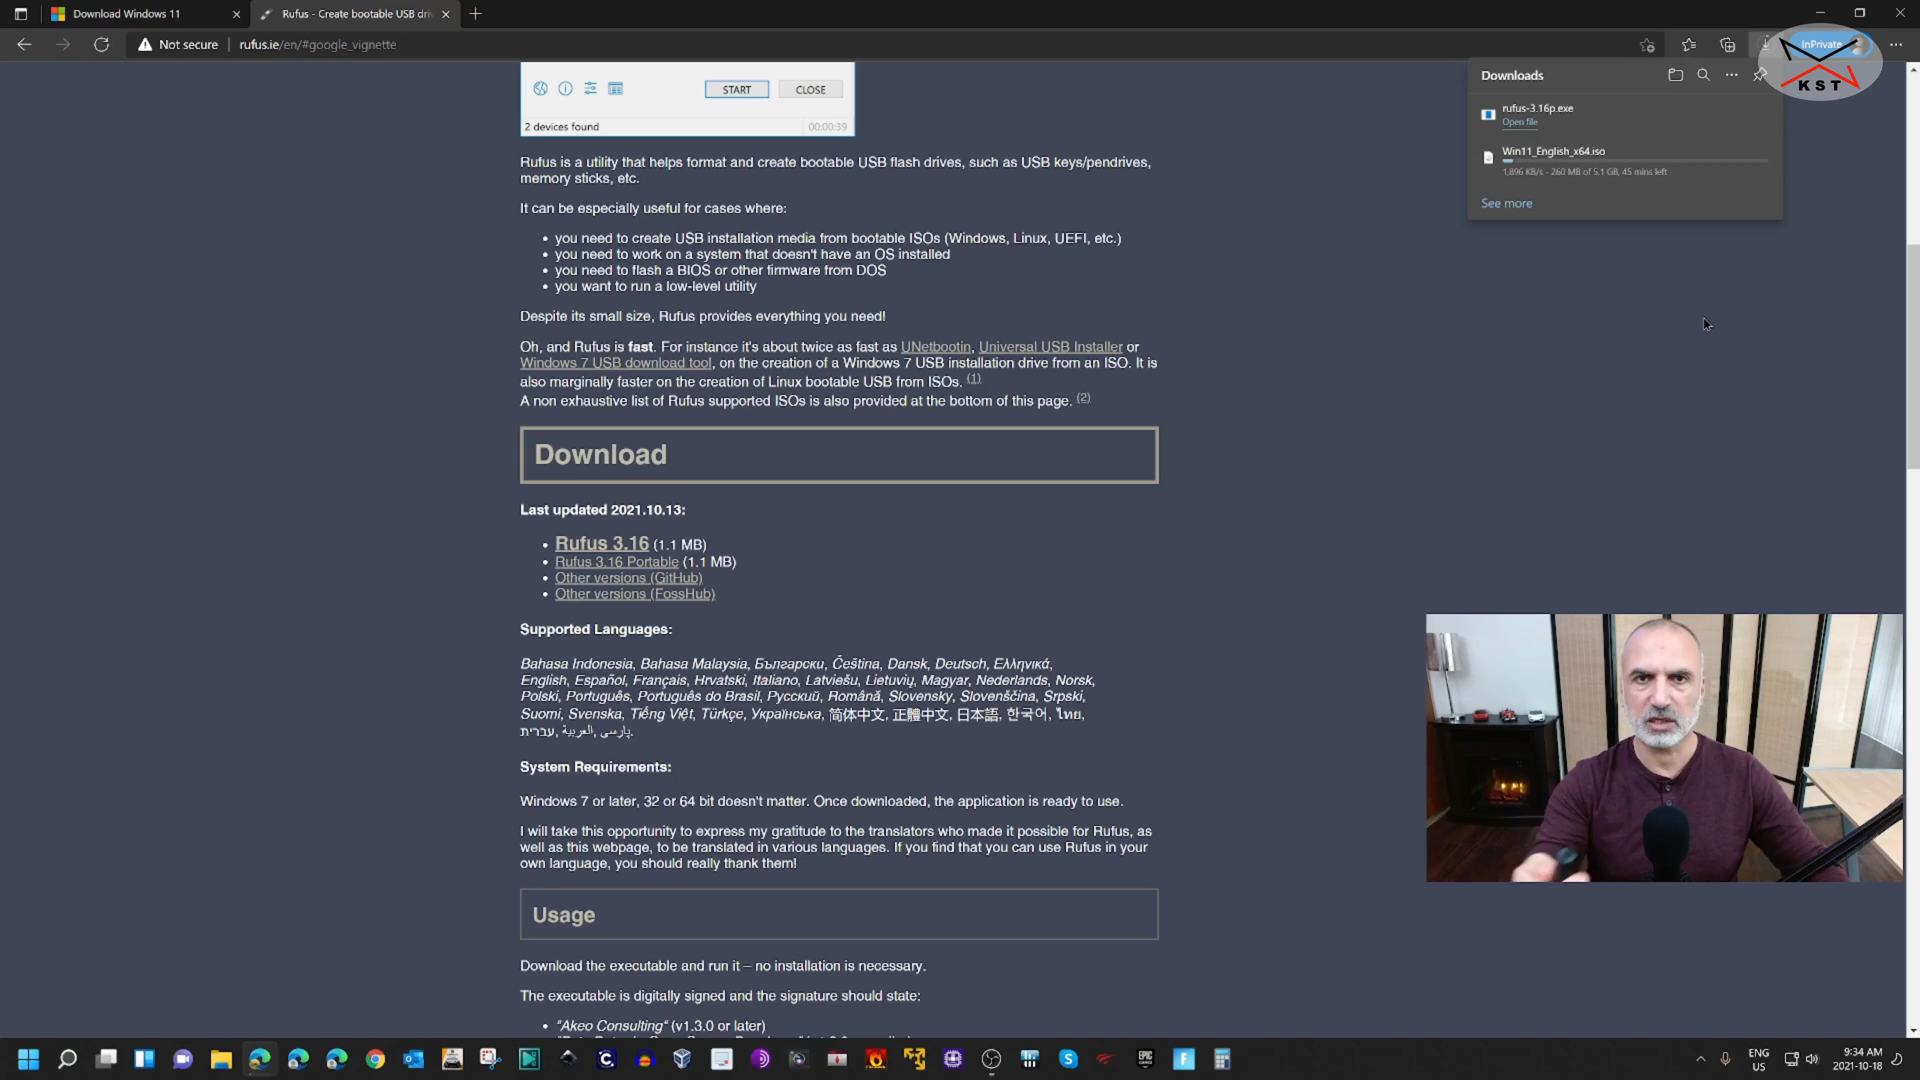 Download Windows 11
Rufus - Create bootable USB dri
Not secure
rufus.ie/en/#google_vignette
InPrivate
KST
Downloads
rufus-3.16p.exe
Open file
Win11_English_x64.iso
1,896 KB/s - 260 MB of 5.1 GB, 45 mins left
See more
START
CLOSE
2 devices found
00:00:39
Rufus is a utility that helps format and create bootable USB flash drives, such as USB keys/pendrives,
memory sticks, etc.
It can be especially useful for cases where:
• you need to create USB installation media from bootable ISOs (Windows, Linux, UEFI, etc.)
• you need to work on a system that doesn't have an OS installed
• you need to flash a BIOS or other firmware from DOS
• you want to run a low-level utility
Despite its small size, Rufus provides everything you need!
Oh, and Rufus is fast. For instance it's about twice as fast as UNetbootin, Universal USB Installer or
Windows 7 USB download tool, on the creation of a Windows 7 USB installation drive from an ISO. It is
also marginally faster on the creation of Linux bootable USB from ISOs. (1)
A non exhaustive list of Rufus supported ISOs is also provided at the bottom of this page. (2)
Download
Last updated 2021.10.13:
• Rufus 3.16 (1.1 MB)
• Rufus 3.16 Portable (1.1 MB)
• Other versions (GitHub)
• Other versions (FossHub)
Supported Languages:
Bahasa Indonesia, Bahasa Malaysia, Български, Čeština, Dansk, Deutsch, Ελληνικά,
English, Español, Français, Hrvatski, Italiano, Latviešu, Lietuvių, Magyar, Nederlands, Norsk,
Polski, Português, Português do Brasil, Русский, Română, Slovensky, Slovenščina, Srpski,
Suomi, Svenska, Tiếng Việt, Türkçe, Українська, 简体中文, 正體中文, 日本語, 한국어, ไทย,
עברית, العربية, پارسی.
System Requirements:
Windows 7 or later, 32 or 64 bit doesn't matter. Once downloaded, the application is ready to use.
I will take this opportunity to express my gratitude to the translators who made it possible for Rufus, as
well as this webpage, to be translated in various languages. If you find that you can use Rufus in your
own language, you should really thank them!
Usage
Download the executable and run it – no installation is necessary.
The executable is digitally signed and the signature should state:
• "Akeo Consulting" (v1.3.0 or later)
EPIC
ENG
US
9:34 AM
2021-10-18